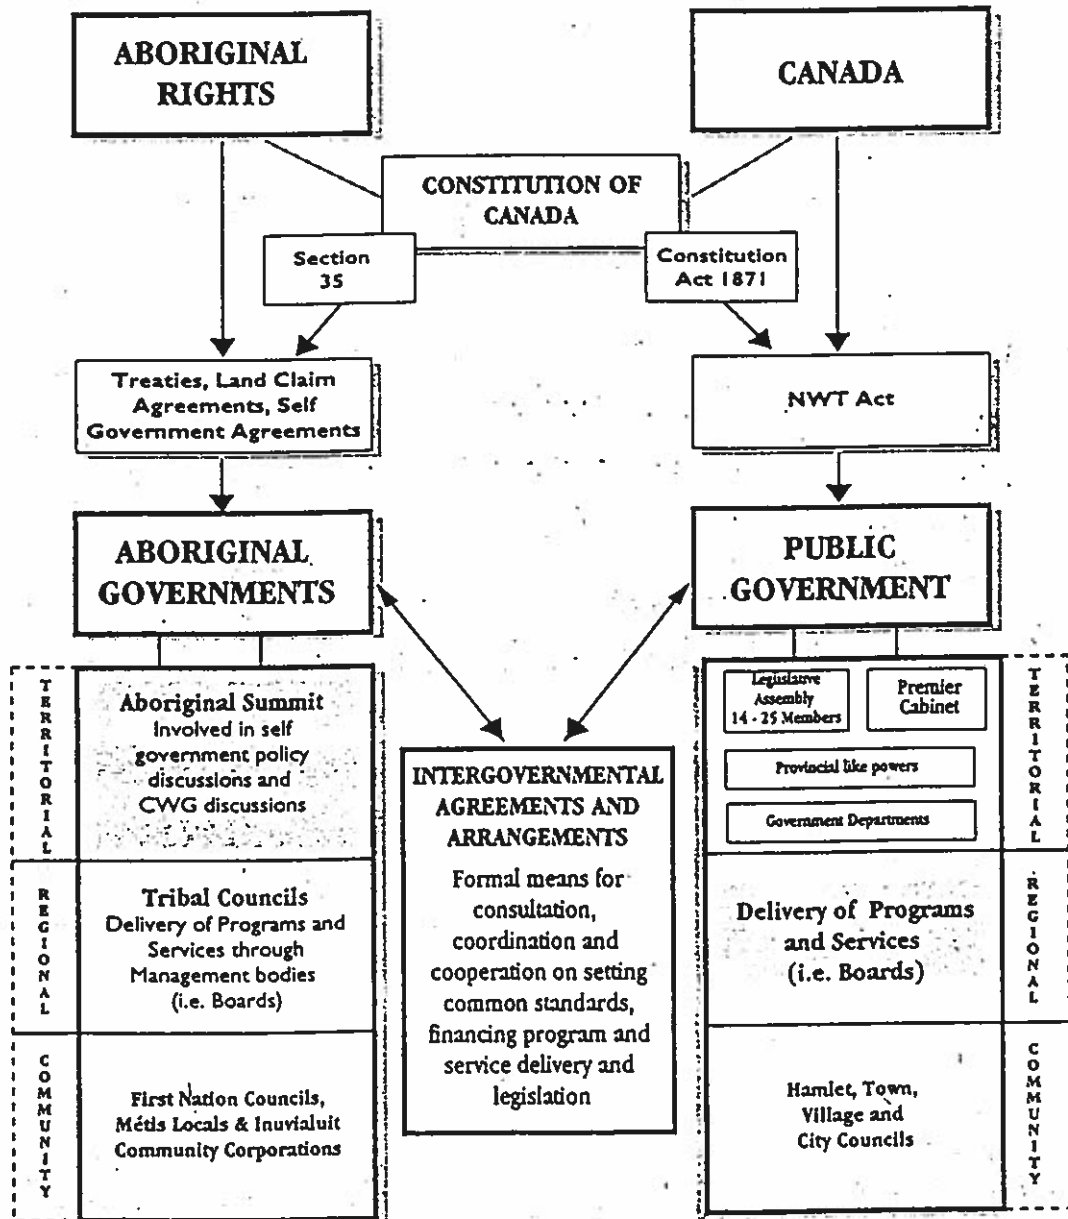 ABORIGINAL
RIGHTS
CANADA
CONSTITUTION OF
CANADA
Section
35
Constitution
Act 1871
Treaties, Land Claim
Agreements, Self
Government Agreements
NWT Act
ABORIGINAL
GOVERNMENTS
PUBLIC
GOVERNMENT
TERRITORIAL
Aboriginal Summit
Involved in self
government policy
discussions and
CWG discussions
REGIONAL
Tribal Councils
Delivery of Programs and
Services through
Management bodies
(i.e. Boards)
COMMUNITY
First Nation Councils,
Métis Locals & Inuvialuit
Community Corporations
INTERGOVERNMENTAL
AGREEMENTS AND
ARRANGEMENTS
Formal means for
consultation,
coordination and
cooperation on setting
common standards,
financing program and
service delivery and
legislation
Legislative
Assembly
14 - 25 Members
Premier
Cabinet
Provincial like powers
Government Departments
TERRITORIAL
Delivery of Programs
and Services
(i.e. Boards)
REGIONAL
Hamlet, Town,
Village and
City Councils
COMMUNITY